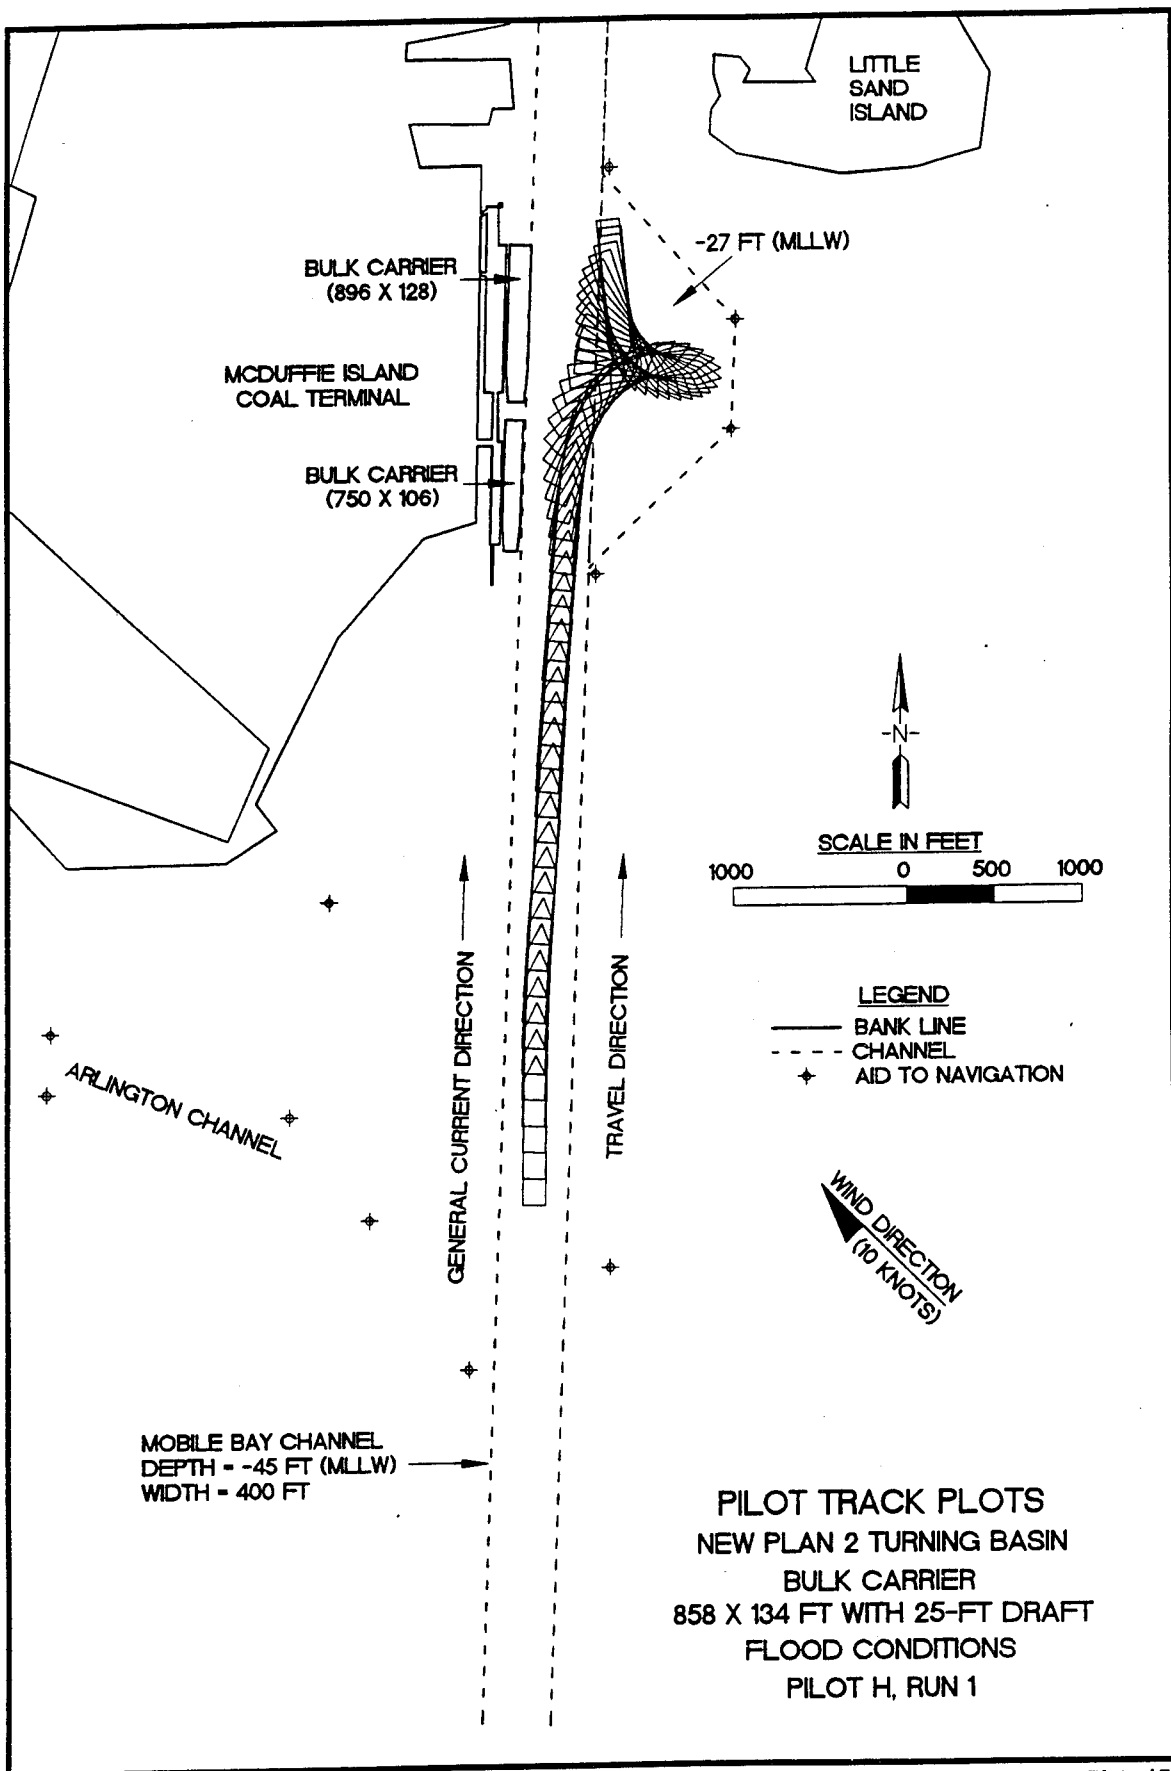 LITTLE
SAND
ISLAND
-27 FT (MLLW)
BULK CARRIER
(896 X 128)
MCDUFFIE ISLAND
COAL TERMINAL
BULK CARRIER
(750 X 106)
-N-
SCALE IN FEET
1000 0 500 1000
GENERAL CURRENT DIRECTION
TRAVEL DIRECTION
LEGEND
BANK LINE
CHANNEL
AID TO NAVIGATION
ARLINGTON CHANNEL
WIND DIRECTION
(10 KNOTS)
MOBILE BAY CHANNEL
DEPTH = -45 FT (MLLW)
WIDTH = 400 FT
PILOT TRACK PLOTS
NEW PLAN 2 TURNING BASIN
BULK CARRIER
858 X 134 FT WITH 25-FT DRAFT
FLOOD CONDITIONS
PILOT H, RUN 1